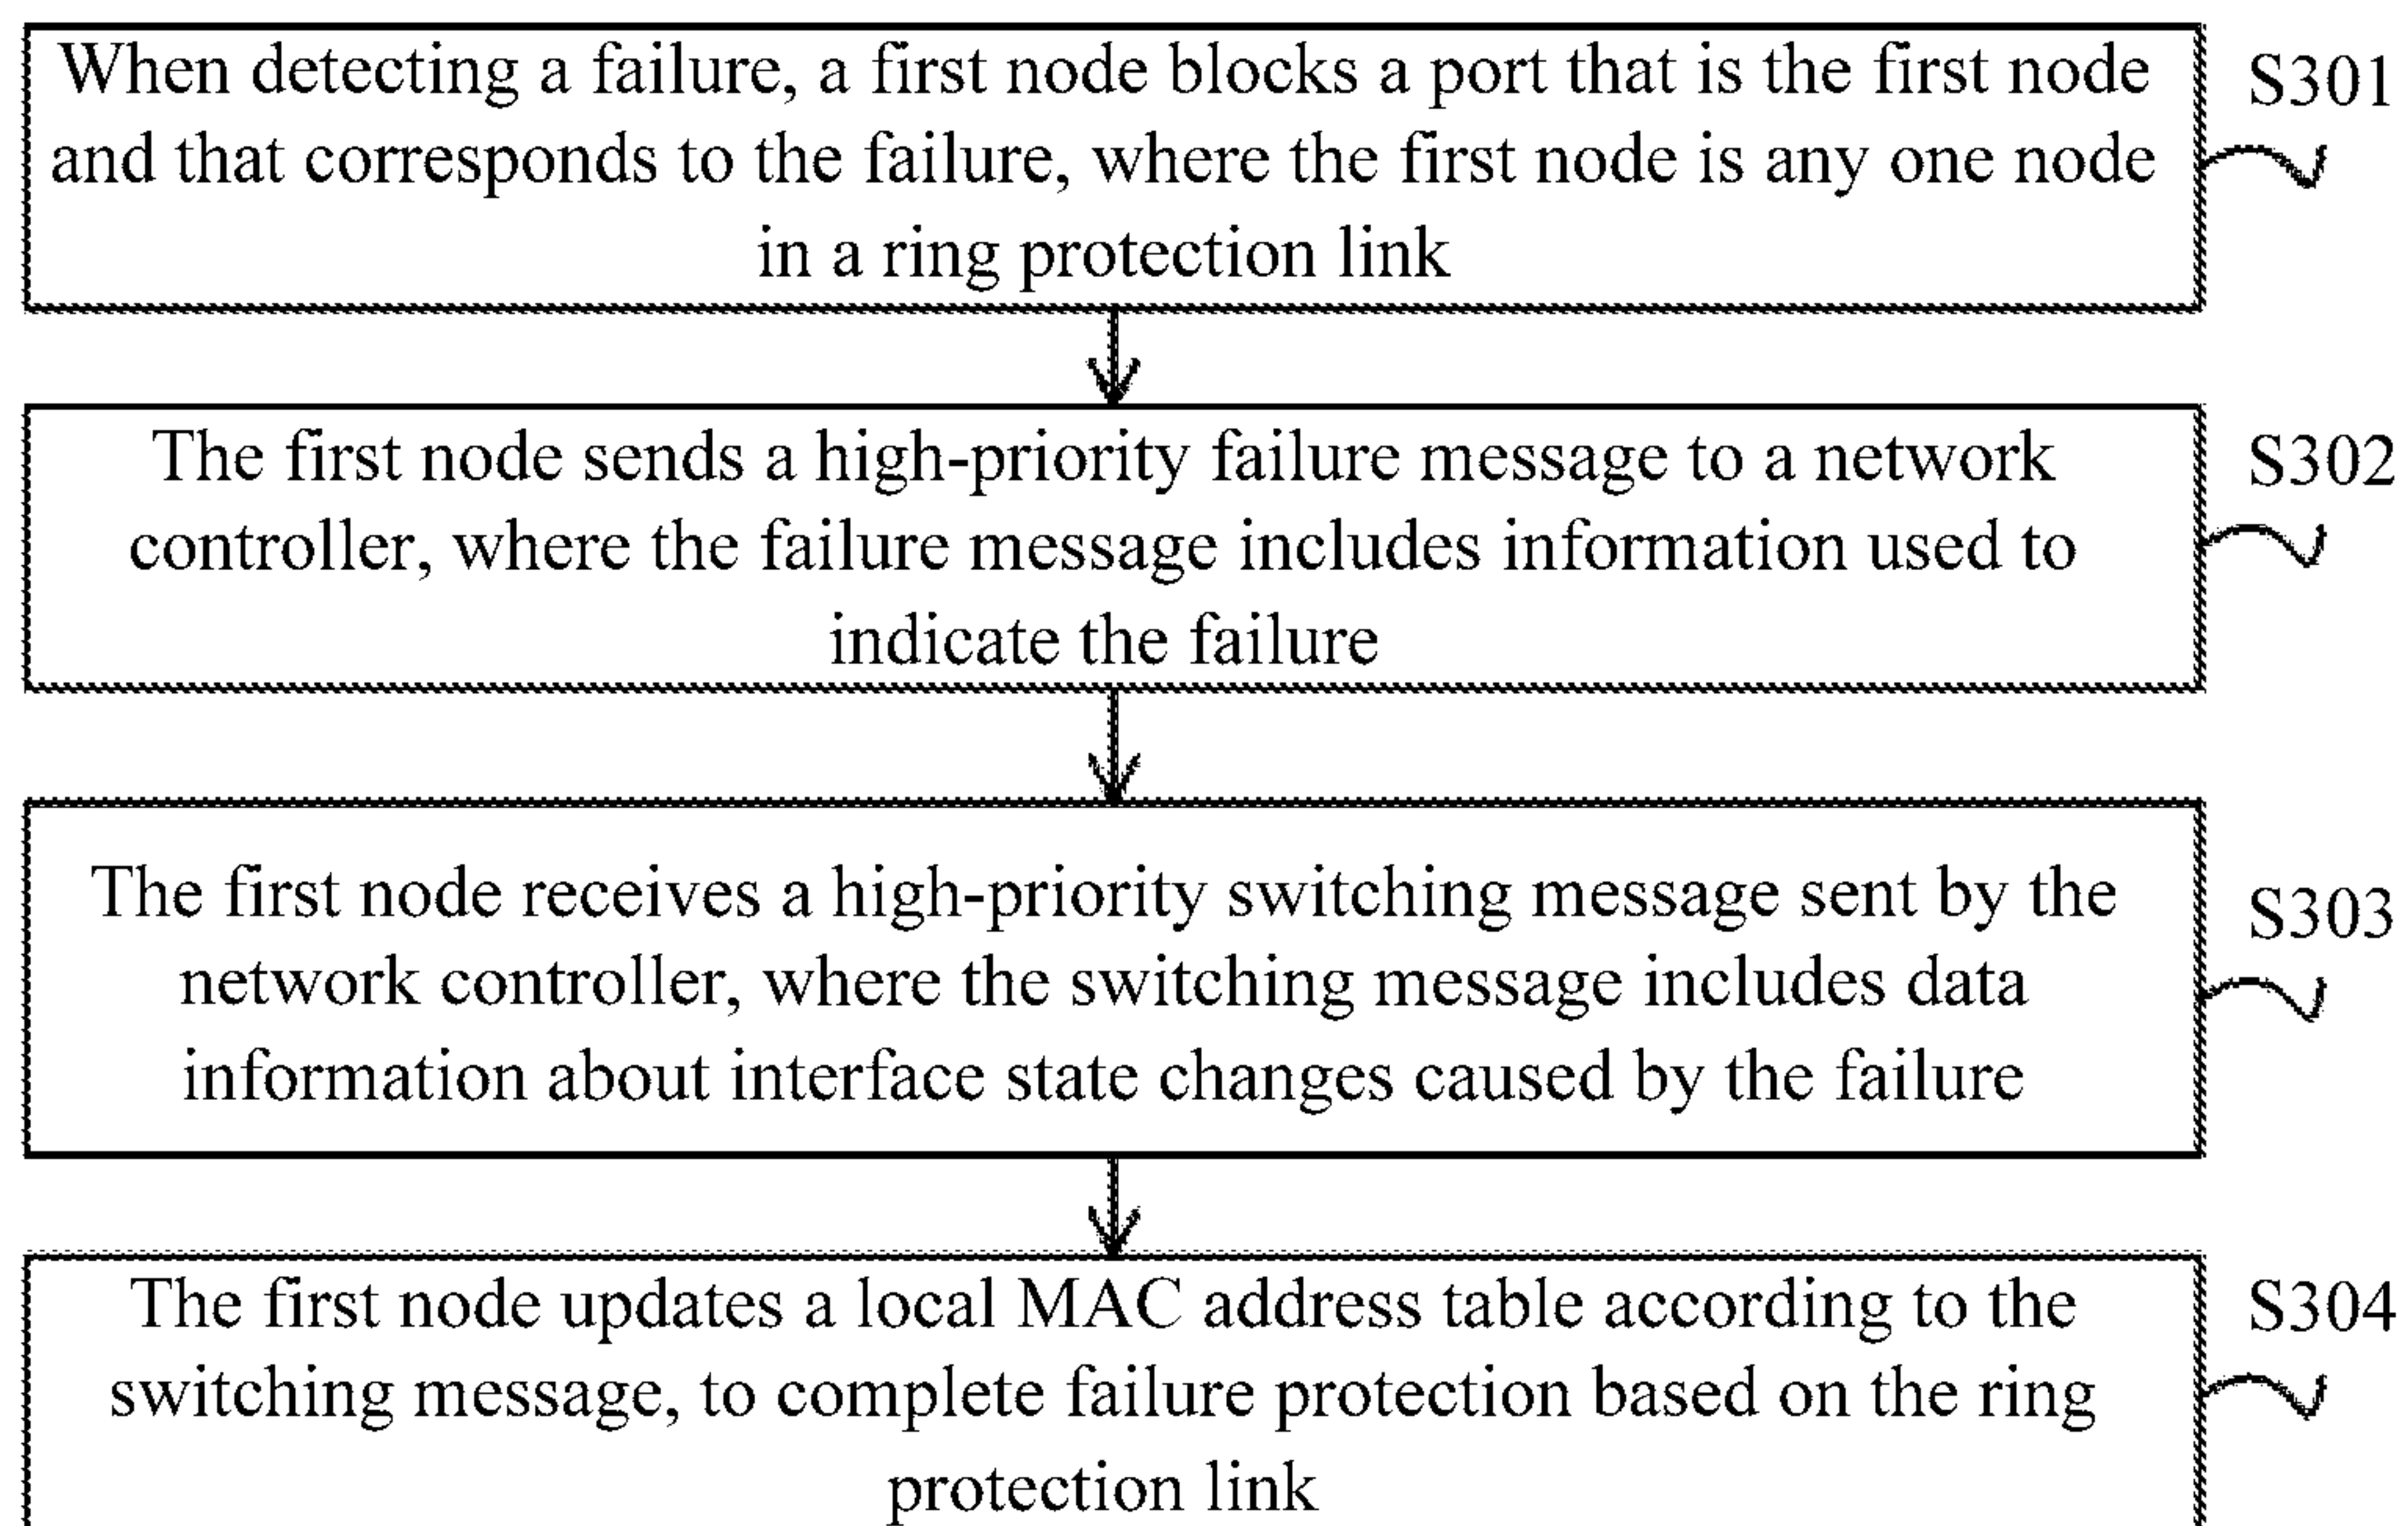 When detecting a failure, a first node blocks a port that is the first node
and that corresponds to the failure, where the first node is any one node
in a ring protection link
S301
The first node sends a high-priority failure message to a network
controller, where the failure message includes information used to
indicate the failure
S302
The first node receives a high-priority switching message sent by the
network controller, where the switching message includes data
information about interface state changes caused by the failure
S303
The first node updates a local MAC address table according to the
switching message, to complete failure protection based on the ring
protection link
S304